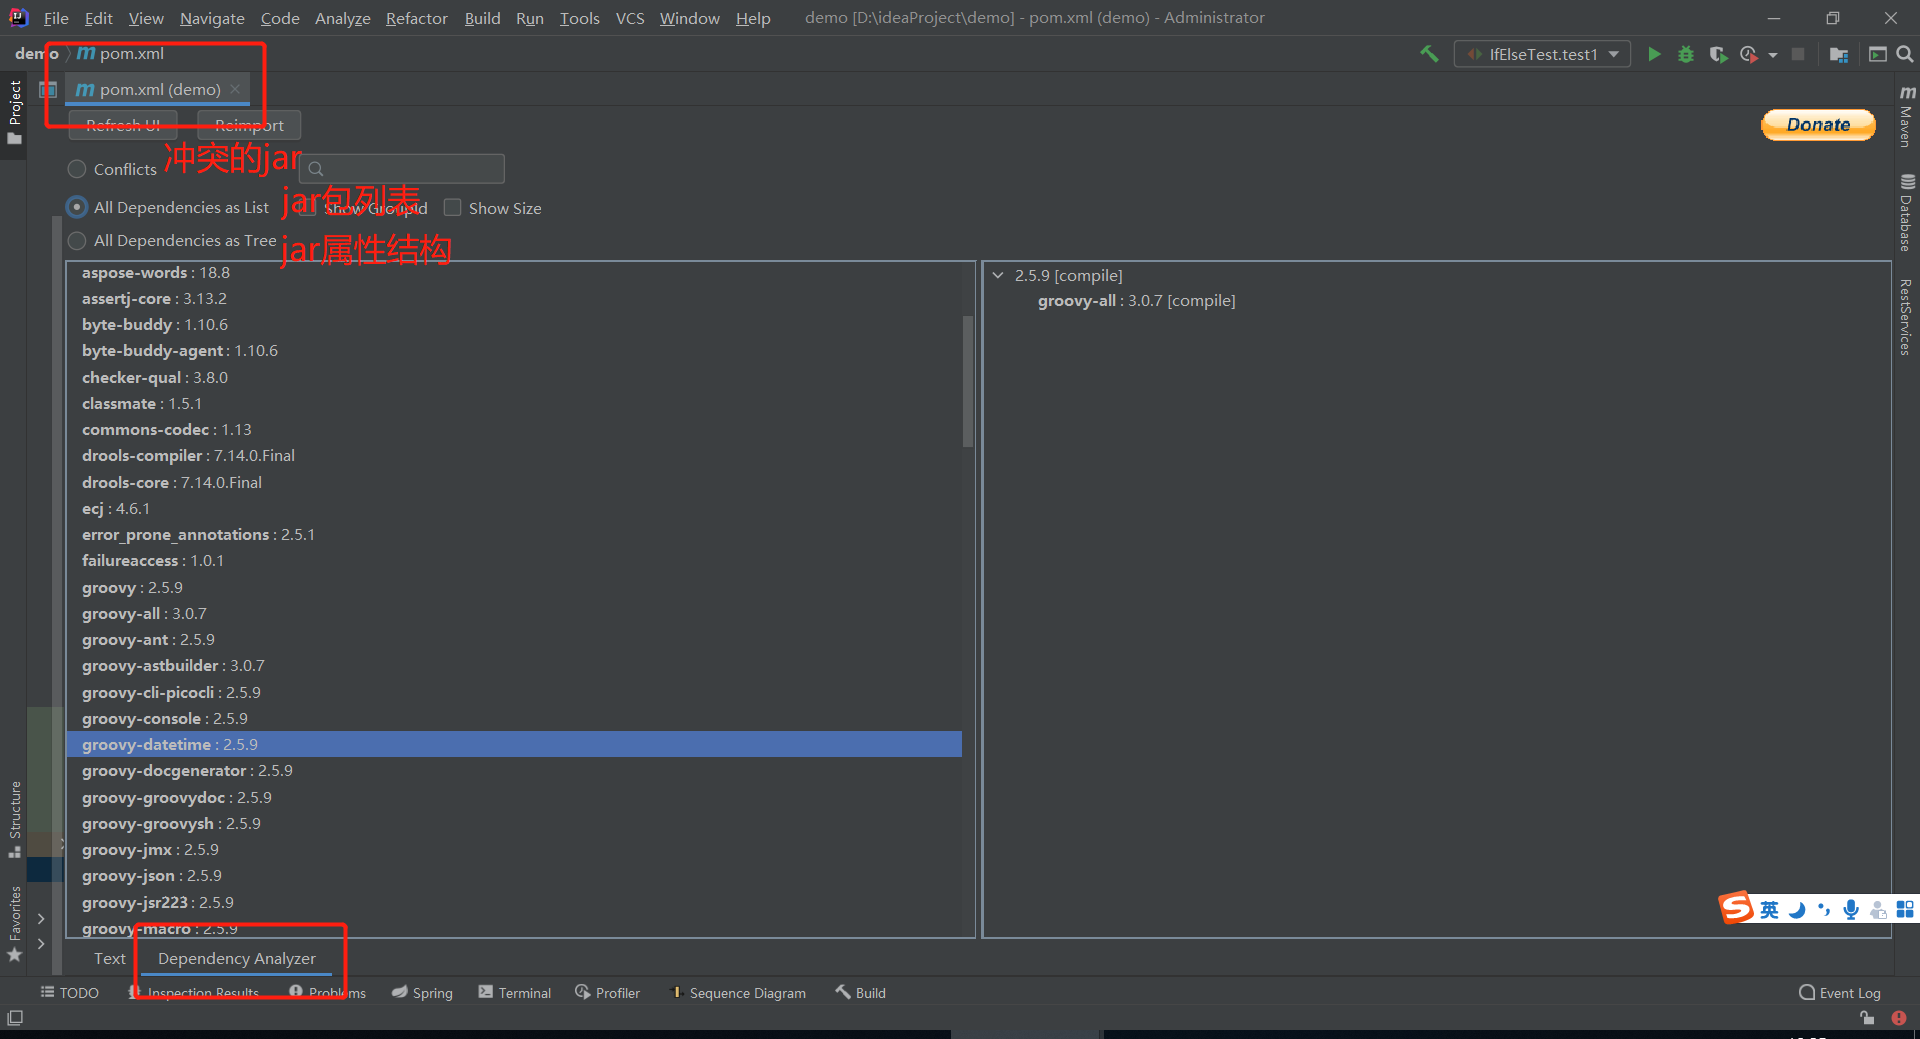 File Edit View Navigate Code Analyze Refactor Build Run Tools VCS Window Help demo [D:\ideaProject\demo] - pom.xml (demo) - Administrator
demo pom.xml IfElseTest.test1
pom.xml (demo)
Refresh UI Reimport Donate
Conflicts 冲突的jar
All Dependencies as List jar包列表 Show GroupId Show Size
All Dependencies as Tree jar属性结构
aspose-words : 18.8
assertj-core : 3.13.2
byte-buddy : 1.10.6
byte-buddy-agent : 1.10.6
checker-qual : 3.8.0
classmate : 1.5.1
commons-codec : 1.13
drools-compiler : 7.14.0.Final
drools-core : 7.14.0.Final
ecj : 4.6.1
error_prone_annotations : 2.5.1
failureaccess : 1.0.1
groovy : 2.5.9
groovy-all : 3.0.7
groovy-ant : 2.5.9
groovy-astbuilder : 3.0.7
groovy-cli-picocli : 2.5.9
groovy-console : 2.5.9
groovy-datetime : 2.5.9
groovy-docgenerator : 2.5.9
groovy-groovydoc : 2.5.9
groovy-groovysh : 2.5.9
groovy-jmx : 2.5.9
groovy-json : 2.5.9
groovy-jsr223 : 2.5.9
groovy-macro : 2.5.9
2.5.9 [compile]
groovy-all : 3.0.7 [compile]
Project
Structure
Favorites
Maven
Database
RestServices
英
Text Dependency Analyzer
TODO Inspection Results Problems Spring Terminal Profiler Sequence Diagram Build Event Log